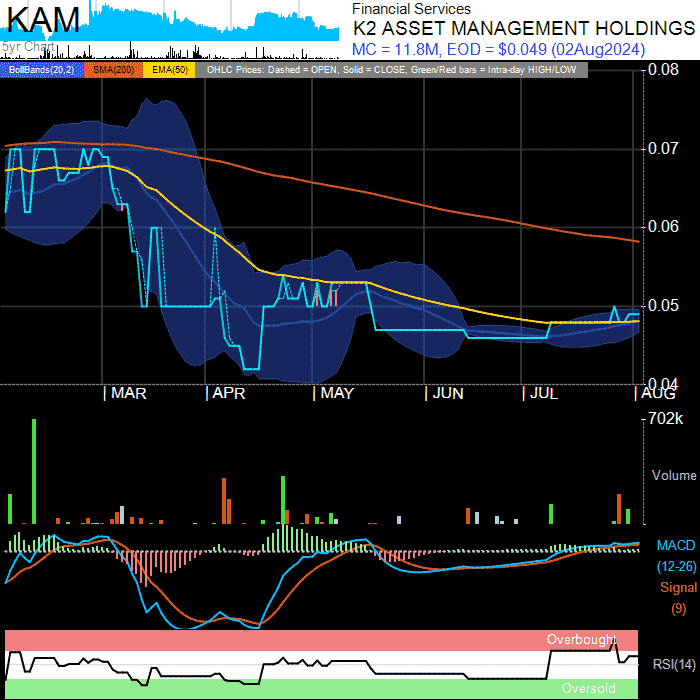 KAM
Financial Services
K2 ASSET MANAGEMENT HOLDINGS
MC = 11.8M, EOD = $0.049 (02Aug2024)
5yr Chart
BollBands(20,2) SMA(200) EMA(50) OHLC Prices: Dashed = OPEN, Solid = CLOSE, Green/Red bars = Intra-day HIGH/LOW
0.08
0.07
0.06
0.05
0.04
MAR APR MAY JUN JUL AUG
702k
Volume
MACD
(12-26)
Signal
(9)
Overbought
RSI(14)
Oversold